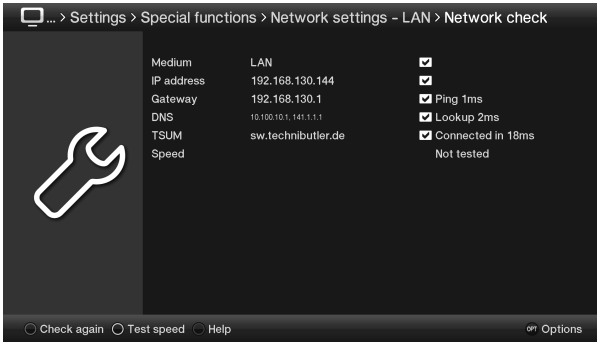 ... > Settings > Special functions > Network settings - LAN > Network check
Medium LAN
IP address 192.168.130.144
Gateway 192.168.130.1 Ping 1ms
DNS 10.100.10.1, 141.1.1.1 Lookup 2ms
TSUM sw.technibutler.de Connected in 18ms
Speed Not tested
Check again Test speed Help OPT Options